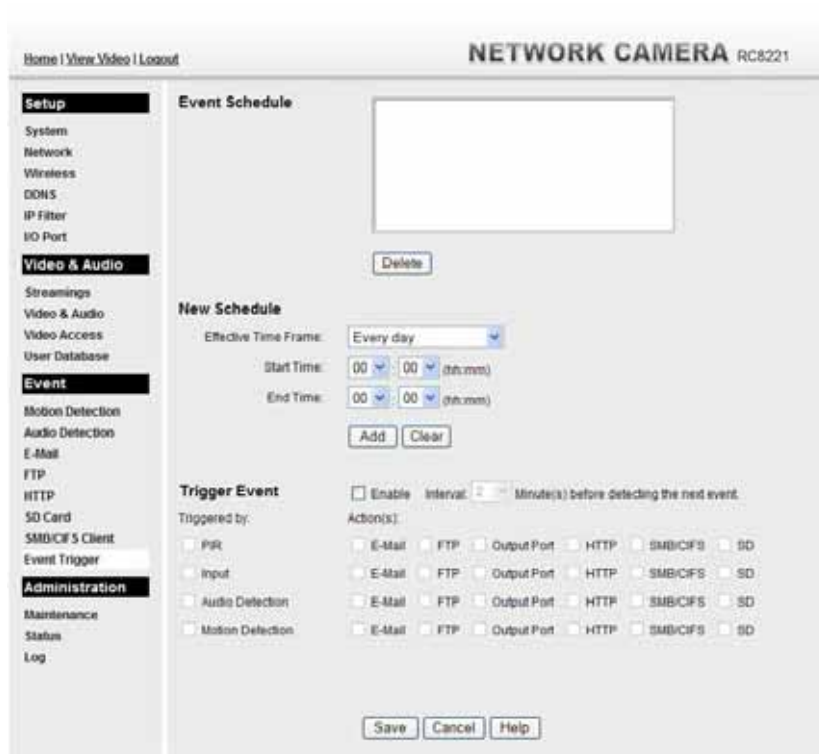 Home | View Video | Logout
NETWORK CAMERA RC8221
Setup
System
Network
Wireless
DDNS
IP Filter
I/O Port
Video & Audio
Streamings
Video & Audio
Video Access
User Database
Event
Motion Detection
Audio Detection
E-Mail
FTP
HTTP
SD Card
SMB/CIFS Client
Event Trigger
Administration
Maintenance
Status
Log
Event Schedule
Delete
New Schedule
Effective Time Frame: Every day
Start Time: 00 : 00 (hh:mm)
End Time: 00 : 00 (hh:mm)
Add Clear
Trigger Event Enable Interval: 2 Minute(s) before detecting the next event.
Triggered by: Action(s):
PIR E-Mail FTP Output Port HTTP SMB/CIFS SD
Input E-Mail FTP Output Port HTTP SMB/CIFS SD
Audio Detection E-Mail FTP Output Port HTTP SMB/CIFS SD
Motion Detection E-Mail FTP Output Port HTTP SMB/CIFS SD
Save Cancel Help